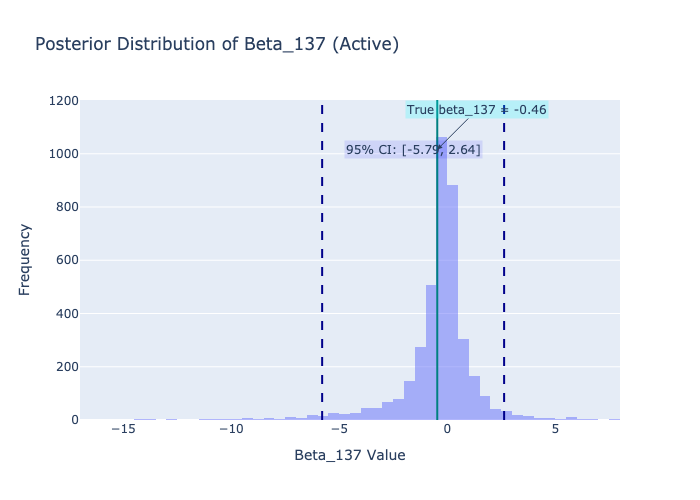 Posterior Distribution of Beta_137 (Active)
True beta_137 = -0.46
95% CI: [-5.79, 2.64]
1200
1000
800
600
400
200
0
Frequency
−15
−10
−5
0
5
Beta_137 Value